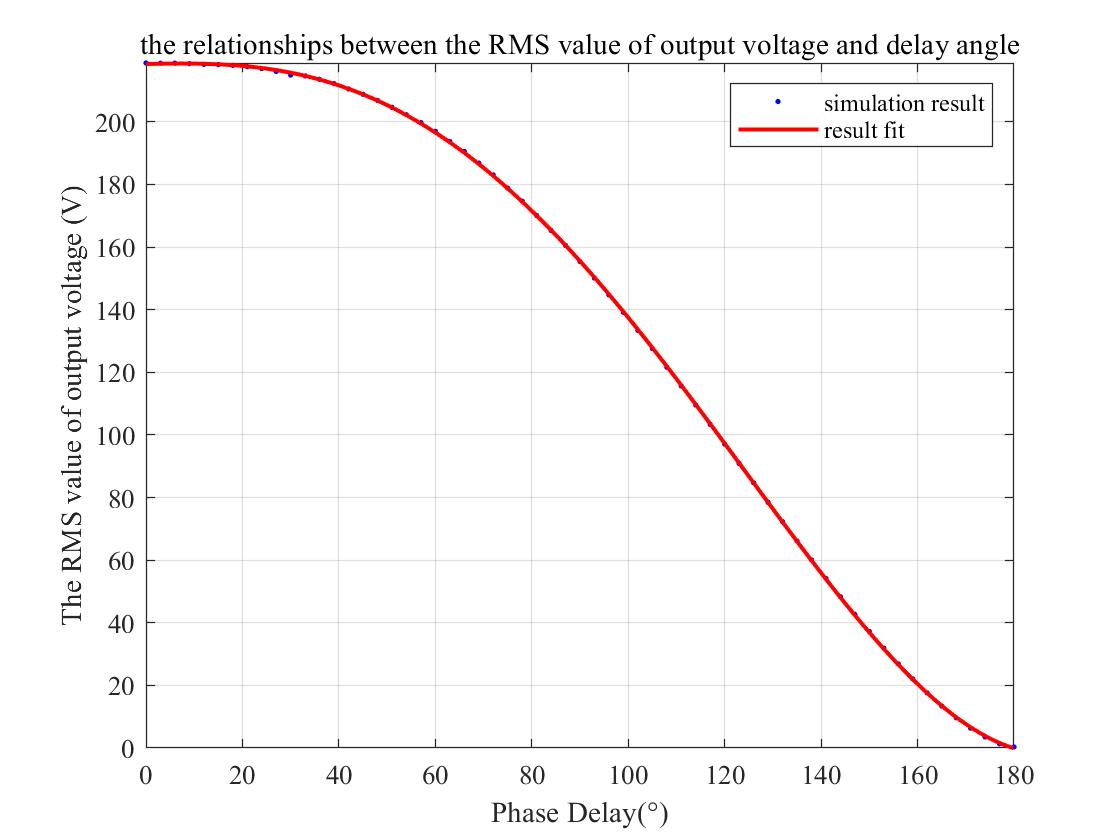 the relationships between the RMS value of output voltage and delay angle
simulation result
result fit
The RMS value of output voltage (V)
200
180
160
140
120
100
80
60
40
20
0
0 20 40 60 80 100 120 140 160 180
Phase Delay(°)